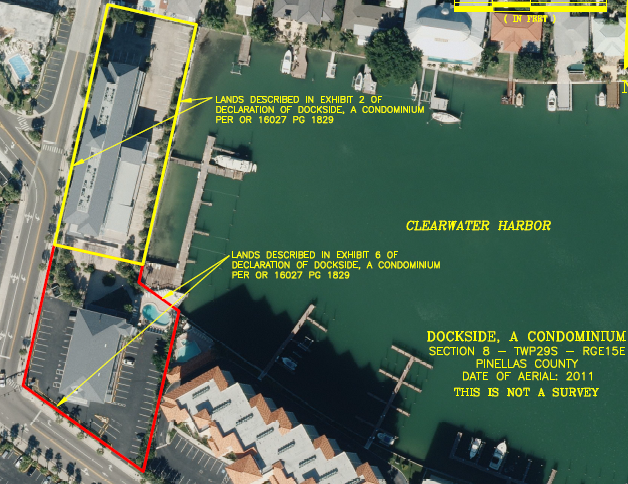 ( IN FEET )
LANDS DESCRIBED IN EXHIBIT 2 OF
DECLARATION OF DOCKSIDE, A CONDOMINIUM
PER OR 16027 PG 1829
CLEARWATER HARBOR
LANDS DESCRIBED IN EXHIBIT 6 OF
DECLARATION OF DOCKSIDE, A CONDOMINIUM
PER OR 16027 PG 1829
DOCKSIDE, A CONDOMINIUM
SECTION 8 – TWP29S – RGE15E
PINELLAS COUNTY
DATE OF AERIAL: 2011
THIS IS NOT A SURVEY